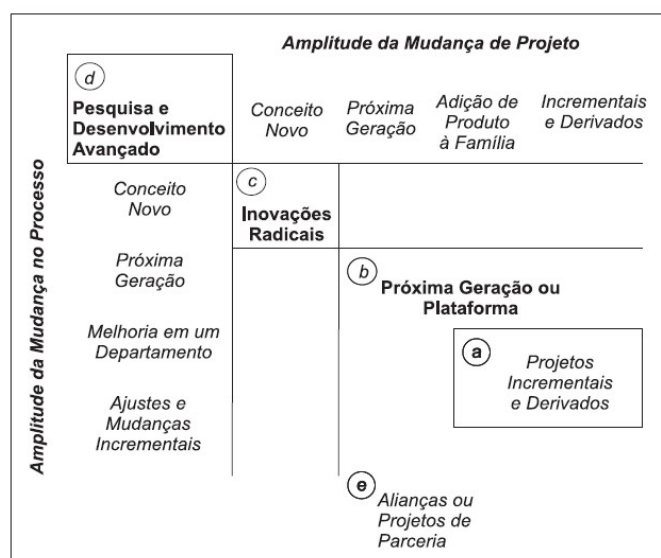 Amplitude da Mudança de Projeto
d
Pesquisa e
Desenvolvimento
Avançado
Conceito
Novo
Próxima
Geração
Adição de
Produto
à Família
Incrementais
e Derivados
Amplitude da Mudança no Processo
Conceito
Novo
c
Inovações
Radicais
Próxima
Geração
b
Próxima Geração ou
Plataforma
Melhoria em um
Departamento
a
Projetos
Incrementais
e Derivados
Ajustes e
Mudanças
Incrementais
e
Alianças ou
Projetos de
Parceria